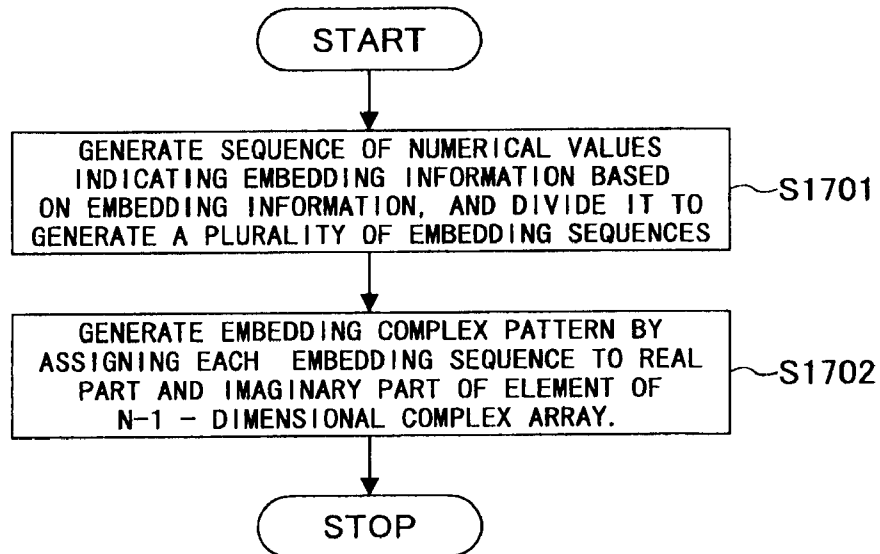 START
GENERATE SEQUENCE OF NUMERICAL VALUES
INDICATING EMBEDDING INFORMATION BASED
ON EMBEDDING INFORMATION, AND DIVIDE IT TO
GENERATE A PLURALITY OF EMBEDDING SEQUENCES
S1701
GENERATE EMBEDDING COMPLEX PATTERN BY
ASSIGNING EACH EMBEDDING SEQUENCE TO REAL
PART AND IMAGINARY PART OF ELEMENT OF
N-1 - DIMENSIONAL COMPLEX ARRAY.
S1702
STOP